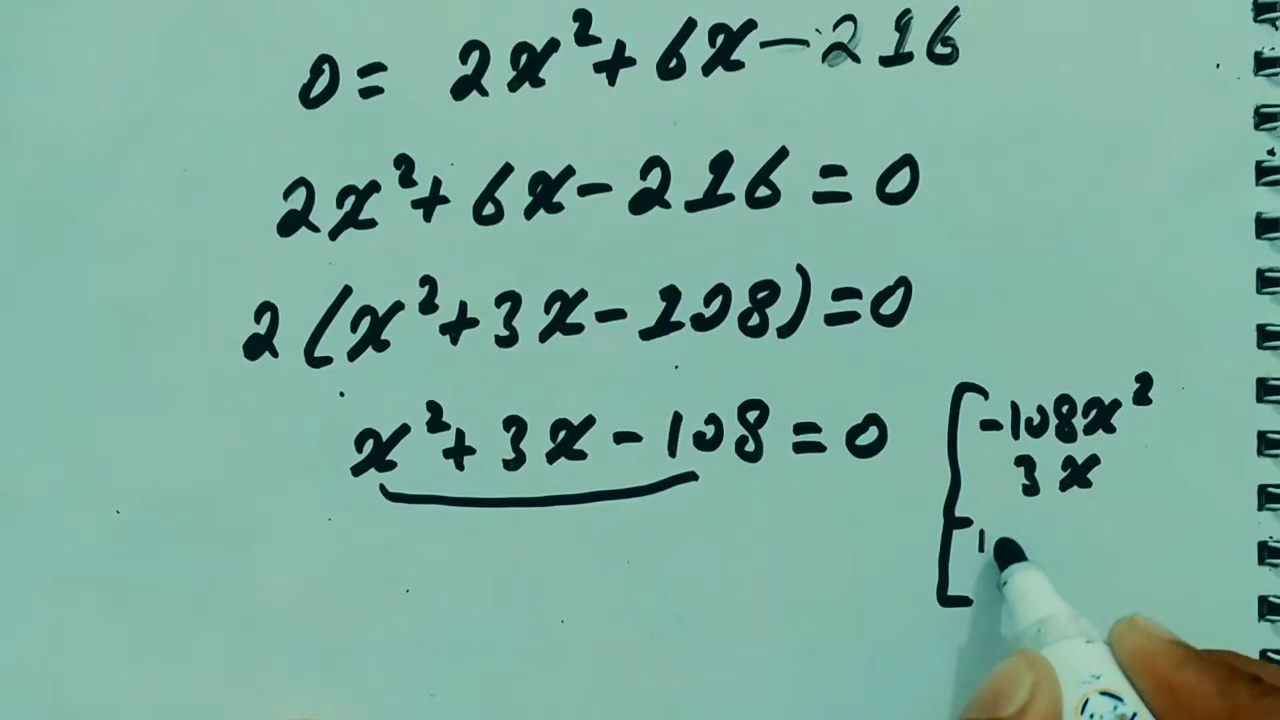 0 = 2x² + 6x - 216
2x² + 6x - 216 = 0
2(x² + 3x - 108) = 0
x² + 3x - 108 = 0
-108x²
3x
1